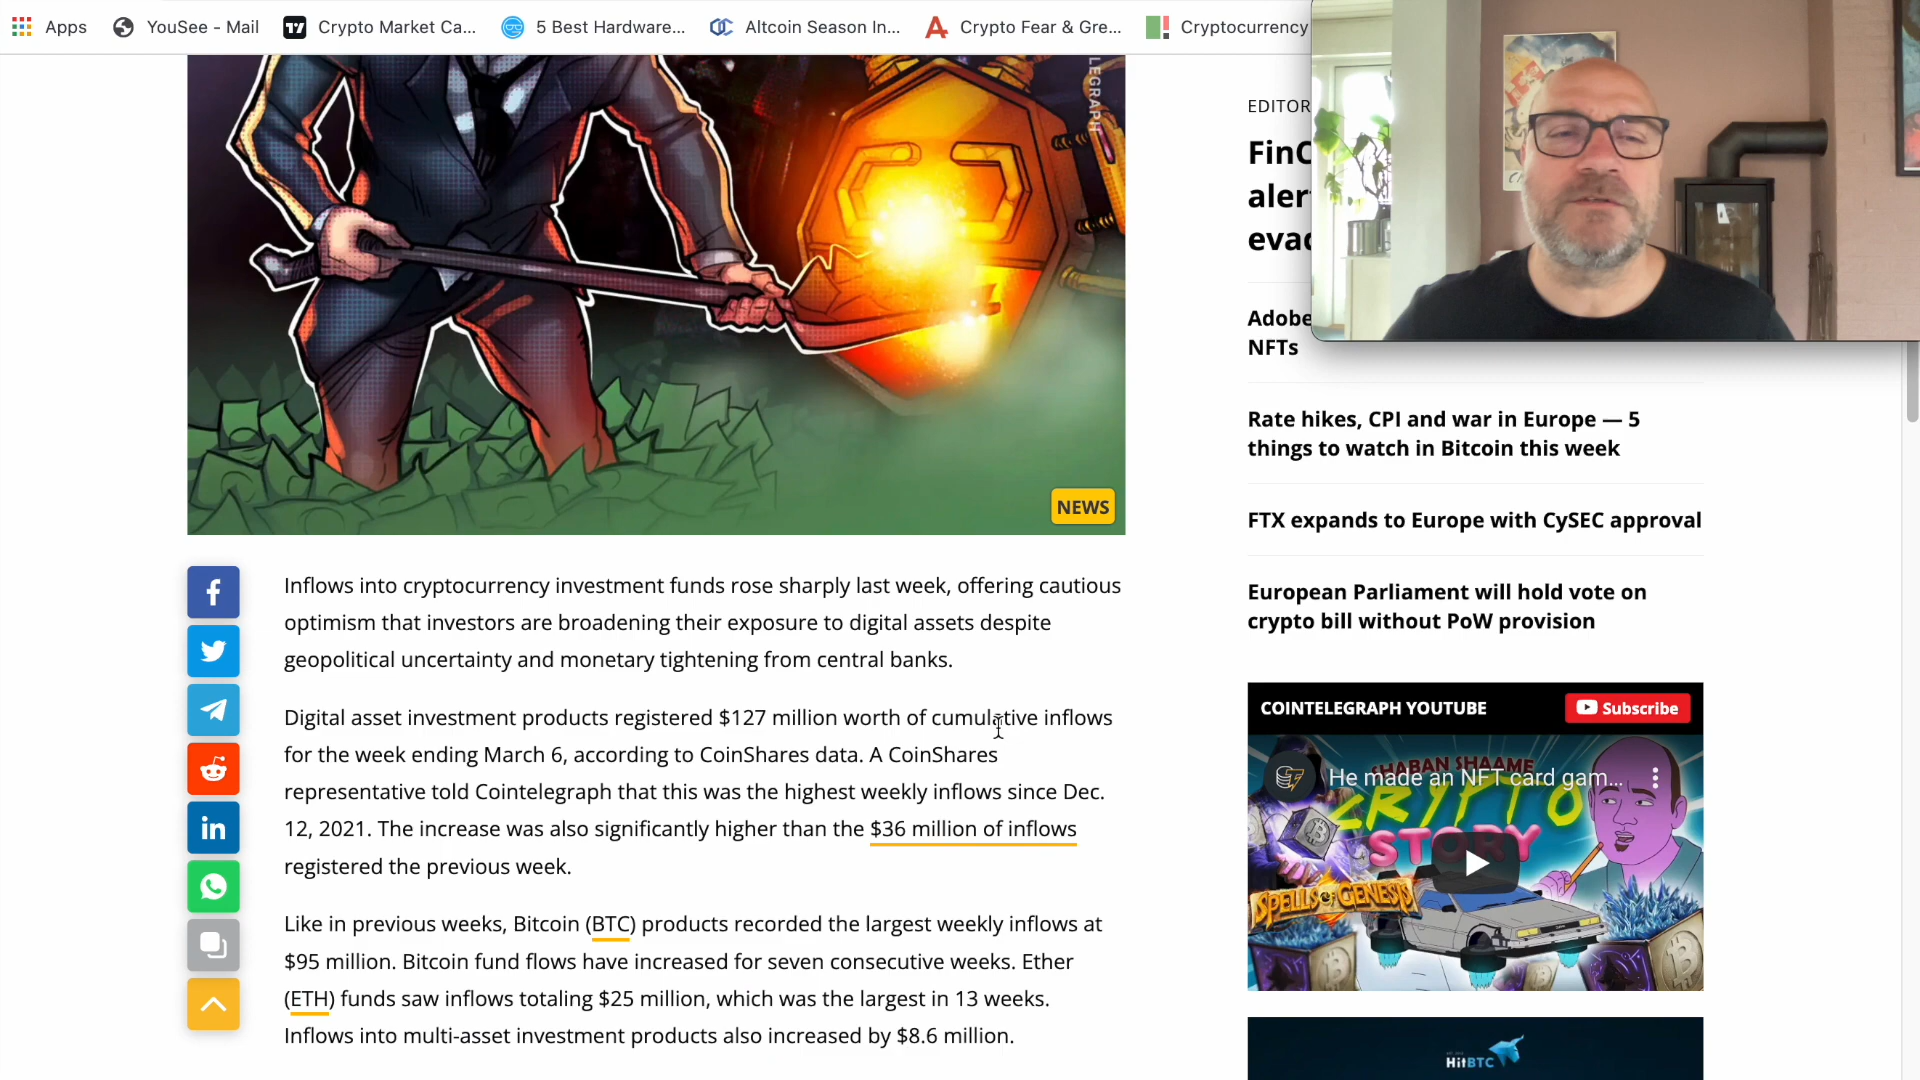 Apps
YouSee - Mail
Crypto Market Ca...
5 Best Hardware...
Altcoin Season In...
Crypto Fear & Gre...
Cryptocurrency
LEGRAPH
NEWS
Inflows into cryptocurrency investment funds rose sharply last week, offering cautious
optimism that investors are broadening their exposure to digital assets despite
geopolitical uncertainty and monetary tightening from central banks.
Digital asset investment products registered $127 million worth of cumulative inflows
for the week ending March 6, according to CoinShares data. A CoinShares
representative told Cointelegraph that this was the highest weekly inflows since Dec.
12, 2021. The increase was also significantly higher than the $36 million of inflows
registered the previous week.
Like in previous weeks, Bitcoin (BTC) products recorded the largest weekly inflows at
$95 million. Bitcoin fund flows have increased for seven consecutive weeks. Ether
(ETH) funds saw inflows totaling $25 million, which was the largest in 13 weeks.
Inflows into multi-asset investment products also increased by $8.6 million.
EDITOR
FinC
aler
evac
Adobe
NFTs
Rate hikes, CPI and war in Europe — 5
things to watch in Bitcoin this week
FTX expands to Europe with CySEC approval
European Parliament will hold vote on
crypto bill without PoW provision
COINTELEGRAPH YOUTUBE
Subscribe
SHABAN SHAAME
He made an NFT card gam...
CRYPTO
STORY
SPELLS OF GENESIS
HitBTC